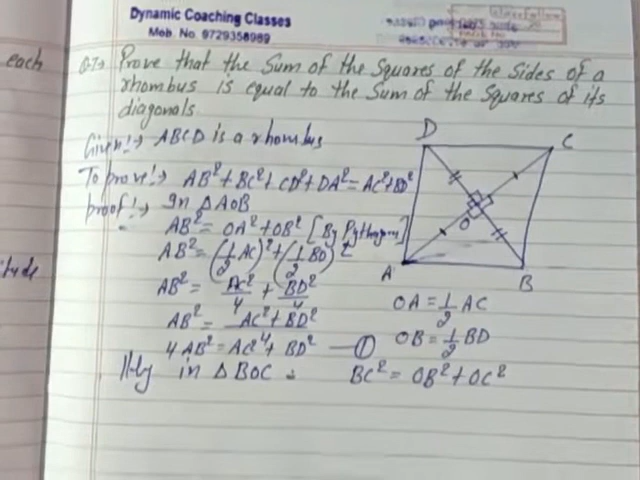 Dynamic Coaching Classes
Mob. No. 9729358989
each
Q.7→ Prove that the Sum of the Squares of the Sides of a
rhombus is equal to the Sum of the Squares of its
diagonals.
Given!→ ABCD is a rhombus
To prove!→ AB²+BC²+CD²+DA²=AC²+BD²
proof!→ In ΔAOB
AB²= OA²+OB² [By Pythagoras]
AB²= (1/2 AC)²+(1/2 BD)²
AB²= AC²/4 + BD²/4
AB²= AC²+BD²/4
4AB²=AC²+BD² —①
||ly in ΔBOC BC²= OB²+OC²
D
C
O
A
B
OA=1/2 AC
OB=1/2 BD